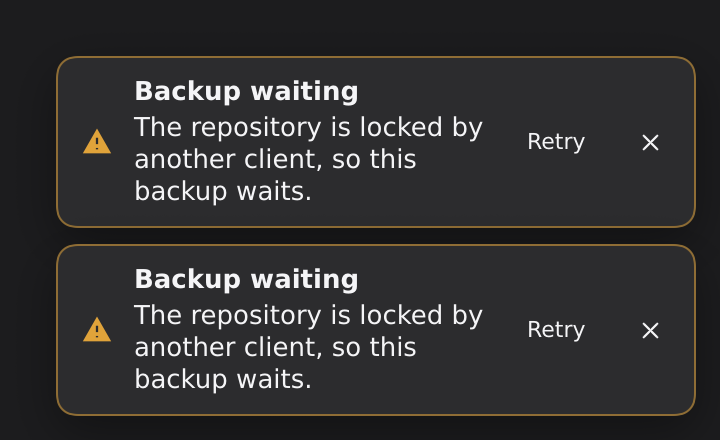 Backup waiting
The repository is locked by
another client, so this
backup waits.
Retry
Backup waiting
The repository is locked by
another client, so this
backup waits.
Retry